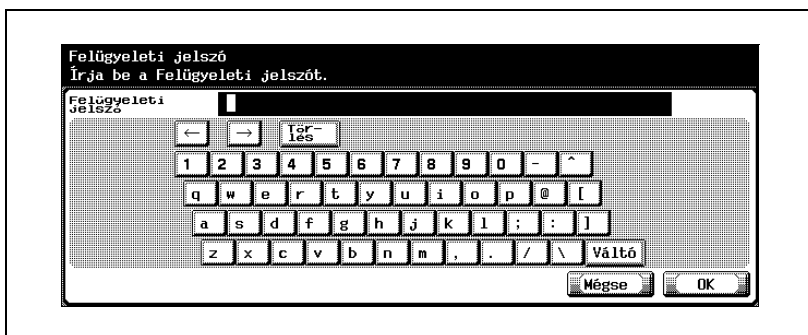 Felügyeleti jelszó
Írja be a Felügyeleti jelszót.
Felügyeleti
jelszó
← → Tör-
lés
1 2 3 4 5 6 7 8 9 0 - ^
q w e r t y u i o p @ [
a s d f g h j k l ; : ]
z x c v b n m , . / \ Váltó
Mégse OK